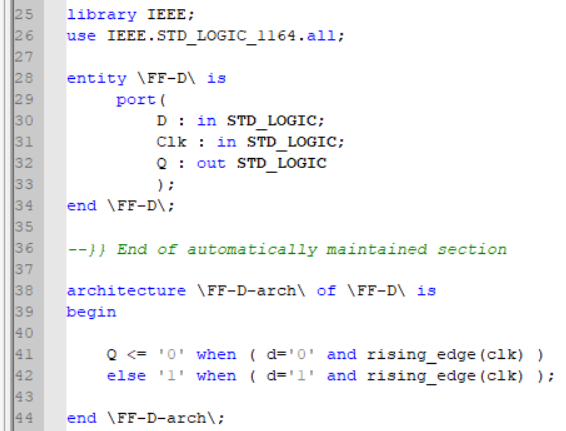 25 library IEEE;
26 use IEEE.STD_LOGIC_1164.all;
27
28 entity \FF-D\ is
29 port(
30 D : in STD_LOGIC;
31 Clk : in STD_LOGIC;
32 Q : out STD_LOGIC
33 );
34 end \FF-D\;
35
36 --}} End of automatically maintained section
37
38 architecture \FF-D-arch\ of \FF-D\ is
39 begin
40
41 Q <= '0' when ( d='0' and rising_edge(clk) )
42 else '1' when ( d='1' and rising_edge(clk) );
43
44 end \FF-D-arch\;